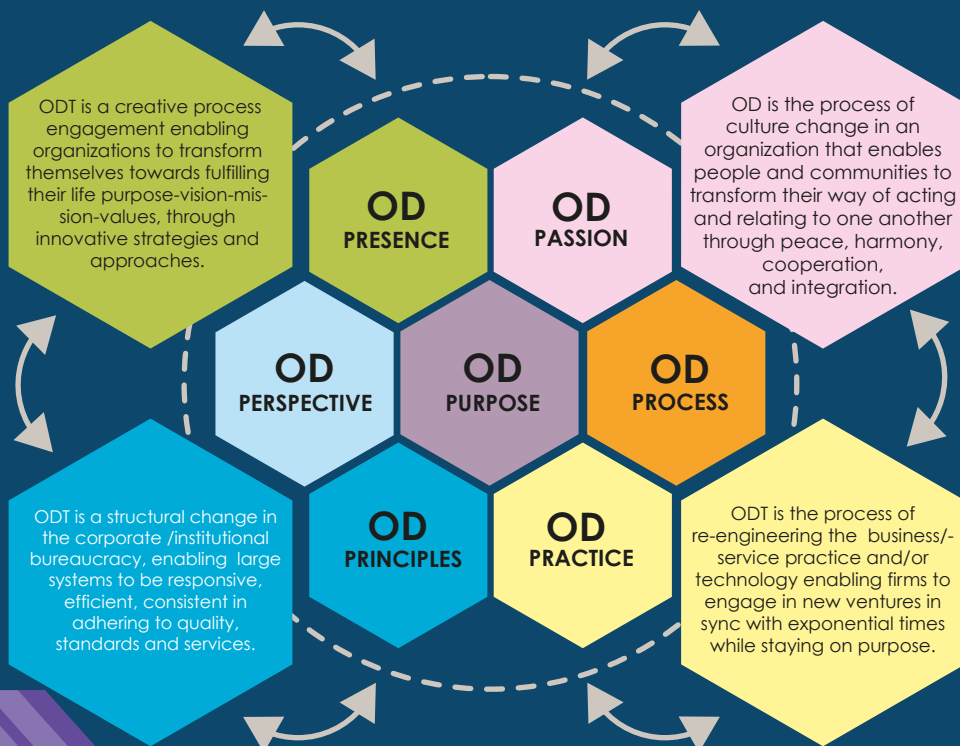 ODT is a creative process
engagement enabling
organizations to transform
themselves towards fulfilling
their life purpose-vision-mis-
sion-values, through
innovative strategies and
approaches.
OD
PRESENCE
OD
PASSION
OD is the process of
culture change in an
organization that enables
people and communities to
transform their way of acting
and relating to one another
through peace, harmony,
cooperation,
and integration.
OD
PERSPECTIVE
OD
PURPOSE
OD
PROCESS
ODT is a structural change in
the corporate /institutional
bureaucracy, enabling large
systems to be responsive,
efficient, consistent in
adhering to quality,
standards and services.
OD
PRINCIPLES
OD
PRACTICE
ODT is the process of
re-engineering the business/-
service practice and/or
technology enabling firms to
engage in new ventures in
sync with exponential times
while staying on purpose.